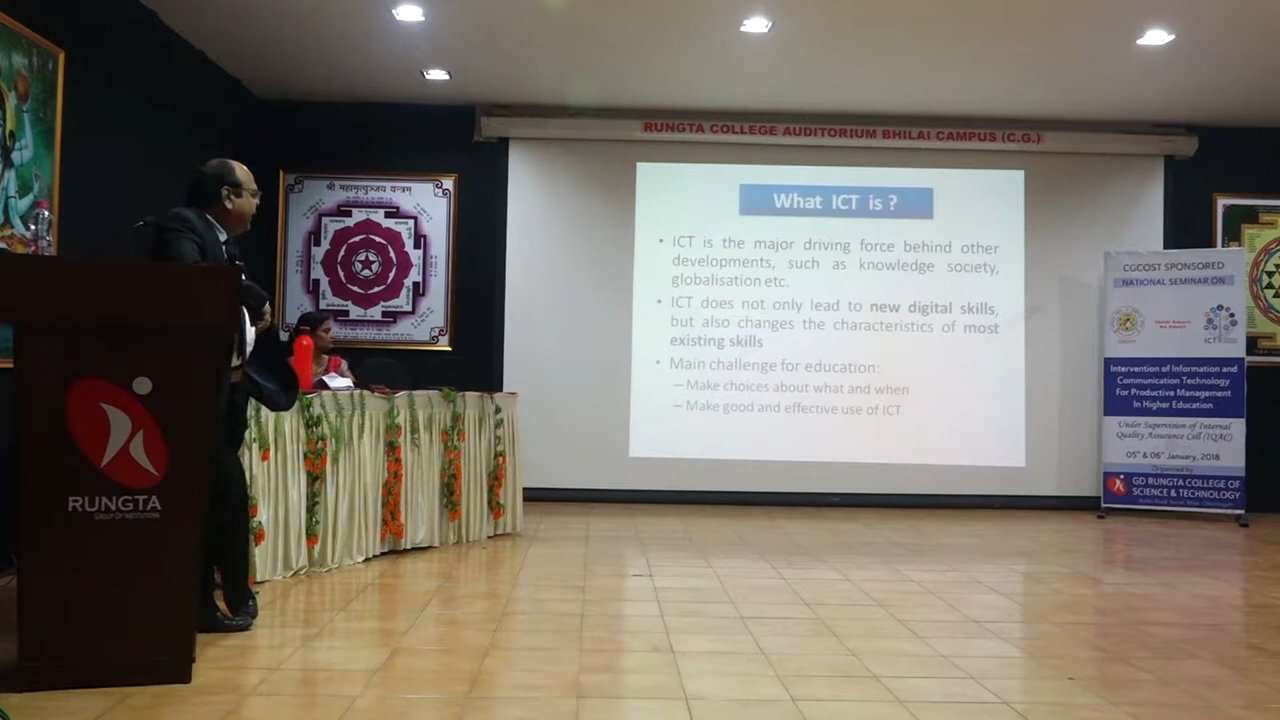 RUNGTA COLLEGE AUDITORIUM BHILAI CAMPUS (C.G.)
श्री महामृत्युञ्जय यन्त्रम्
What ICT is ?
• ICT is the major driving force behind other
developments, such as knowledge society,
globalisation etc.
• ICT does not only lead to new digital skills,
but also changes the characteristics of most
existing skills
• Main challenge for education:
– Make choices about what and when
– Make good and effective use of ICT
CGCOST SPONSORED
NATIONAL SEMINAR ON
ICT
Intervention of Information and
Communication Technology
For Productive Management
In Higher Education
Under Supervision of Internal
Quality Assurance Cell (IQAC)
05th & 06th January, 2018
Organized by
GD RUNGTA COLLEGE OF
SCIENCE & TECHNOLOGY
RUNGTA
GROUP OF INSTITUTIONS